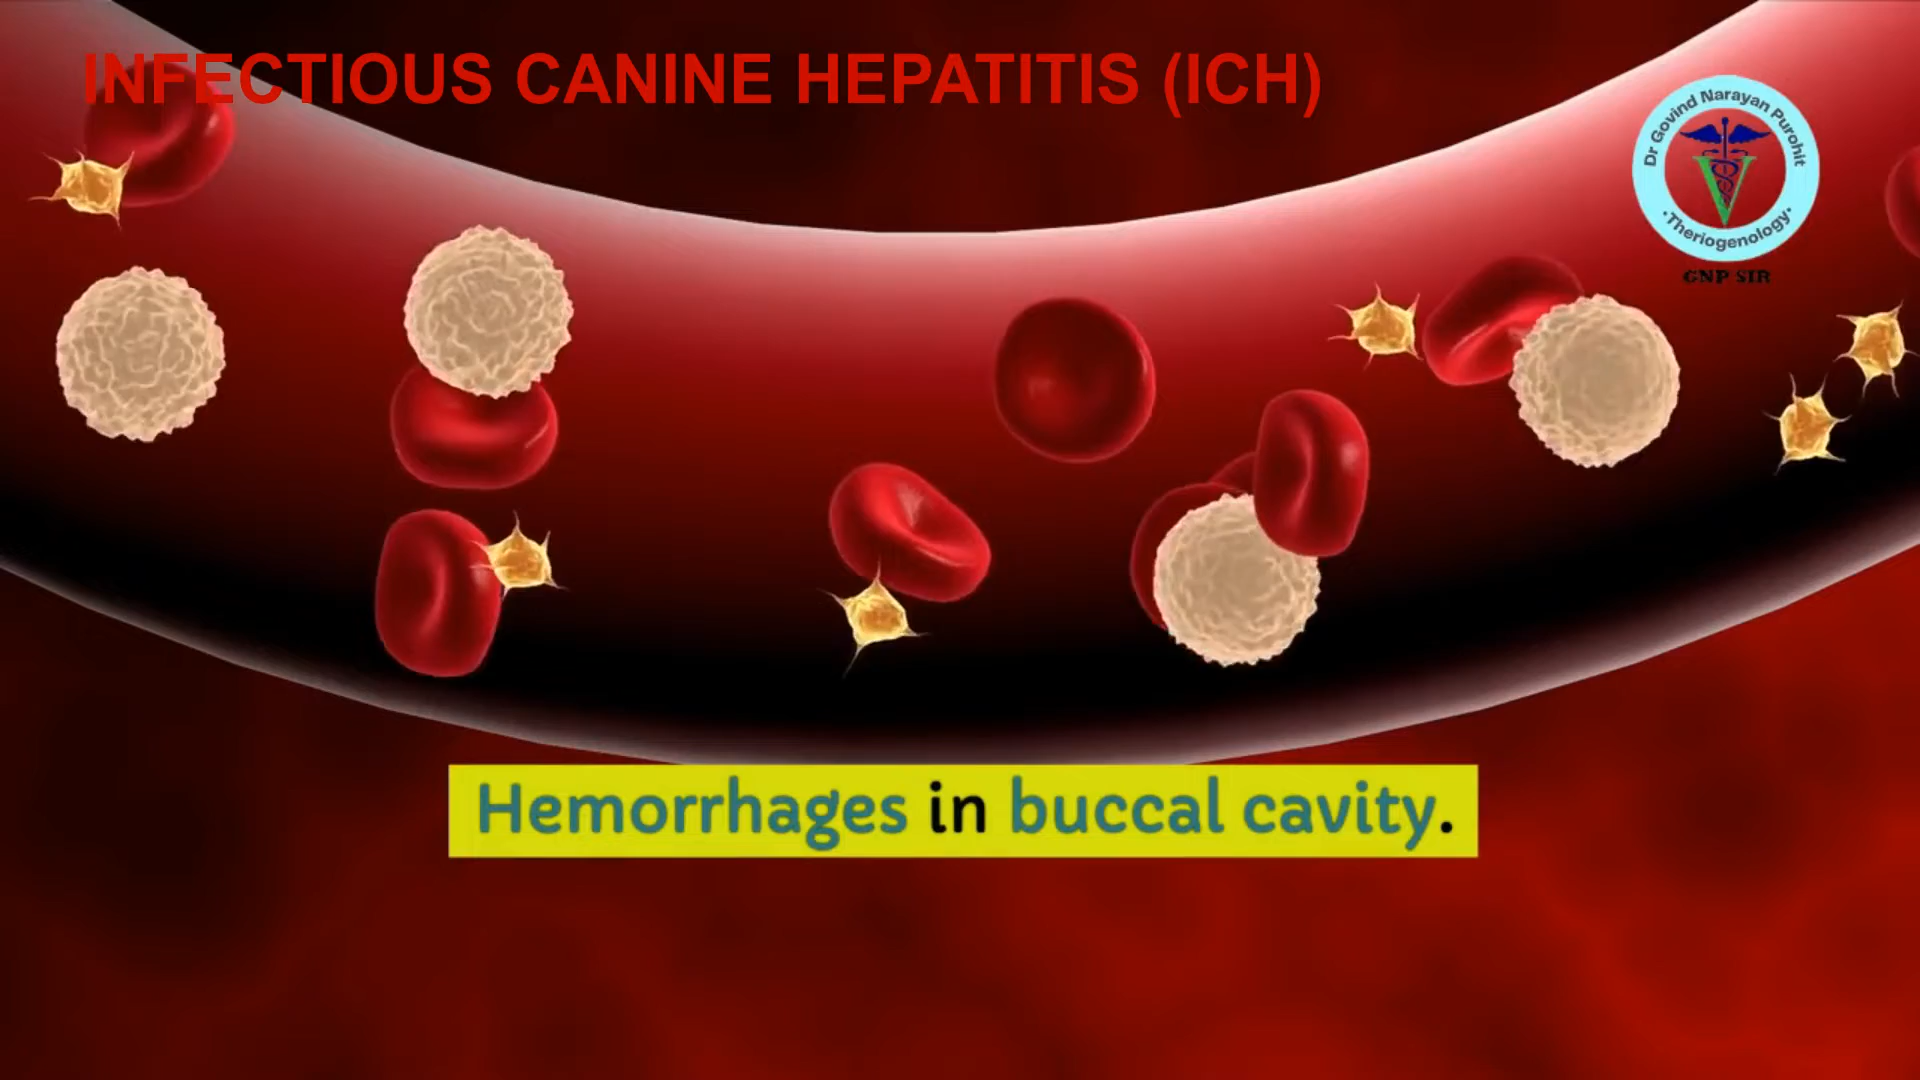 INFECTIOUS CANINE HEPATITIS (ICH)
Dr Govind Narayan Purohit
•Theriogenology•
GNP SIR
Hemorrhages in buccal cavity.